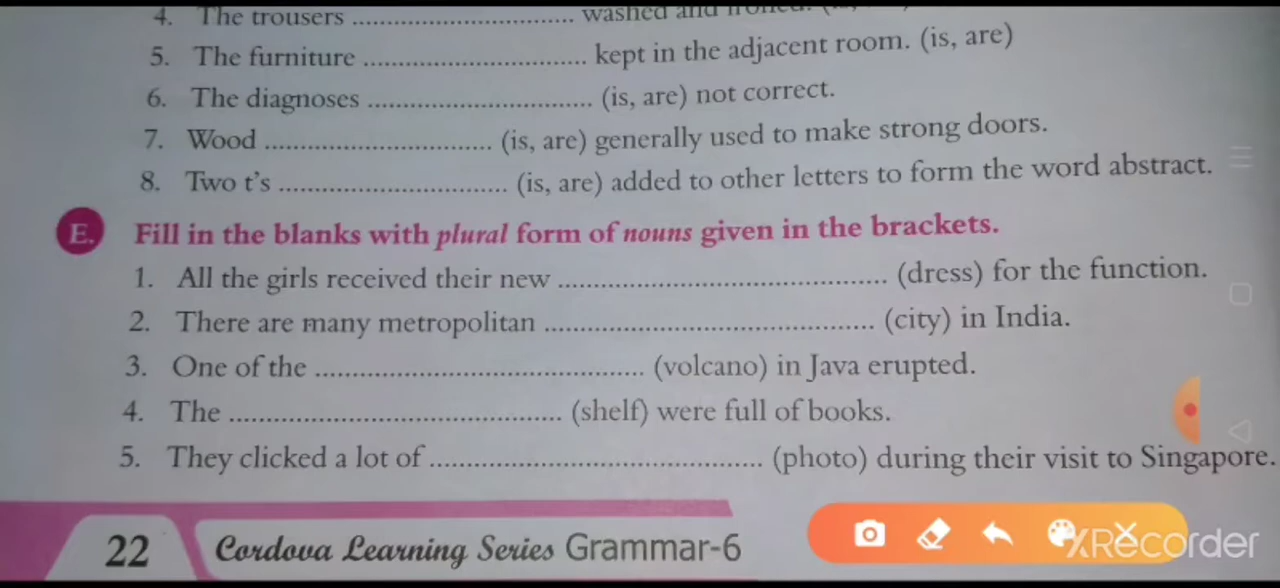 4. The trousers ................................ washed and ironed.
5. The furniture ................................ kept in the adjacent room. (is, are)
6. The diagnoses ................................ (is, are) not correct.
7. Wood ................................ (is, are) generally used to make strong doors.
8. Two t's ................................ (is, are) added to other letters to form the word abstract.
E. Fill in the blanks with plural form of nouns given in the brackets.
1. All the girls received their new ................................ (dress) for the function.
2. There are many metropolitan ................................ (city) in India.
3. One of the ................................ (volcano) in Java erupted.
4. The ................................ (shelf) were full of books.
5. They clicked a lot of ................................ (photo) during their visit to Singapore.
22 Cordova Learning Series Grammar-6
XRecorder